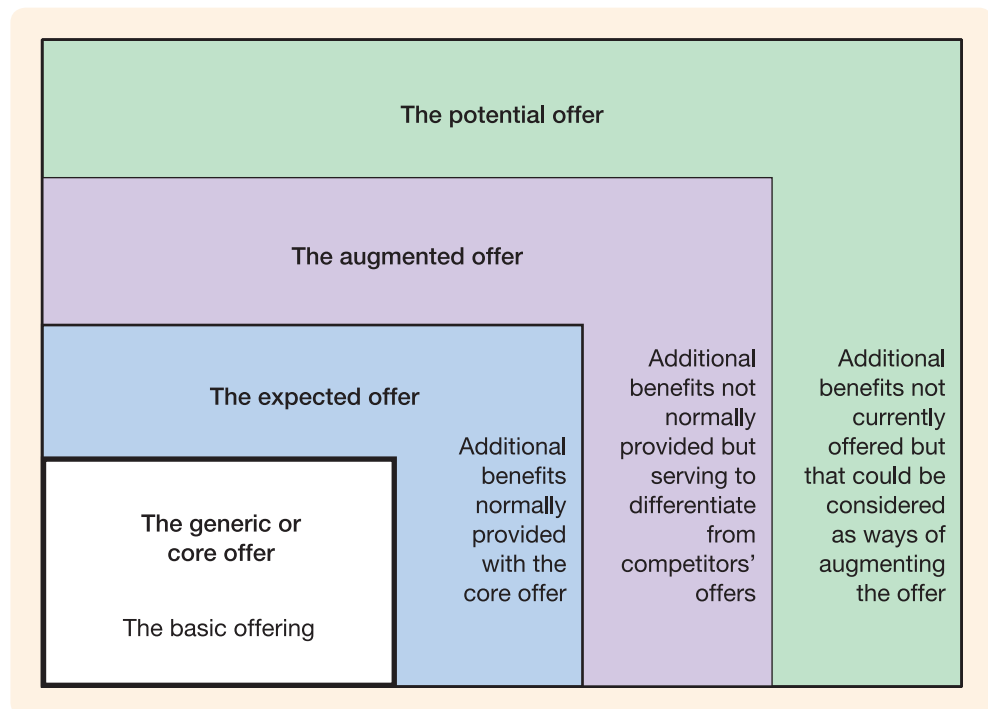 The potential offer
The augmented offer
The expected offer
The generic or
core offer
The basic offering
Additional
benefits
normally
provided
with the
core offer
Additional
benefits not
normally
provided but
serving to
differentiate
from
competitors’
offers
Additional
benefits not
currently
offered but
that could be
considered
as ways of
augmenting
the offer